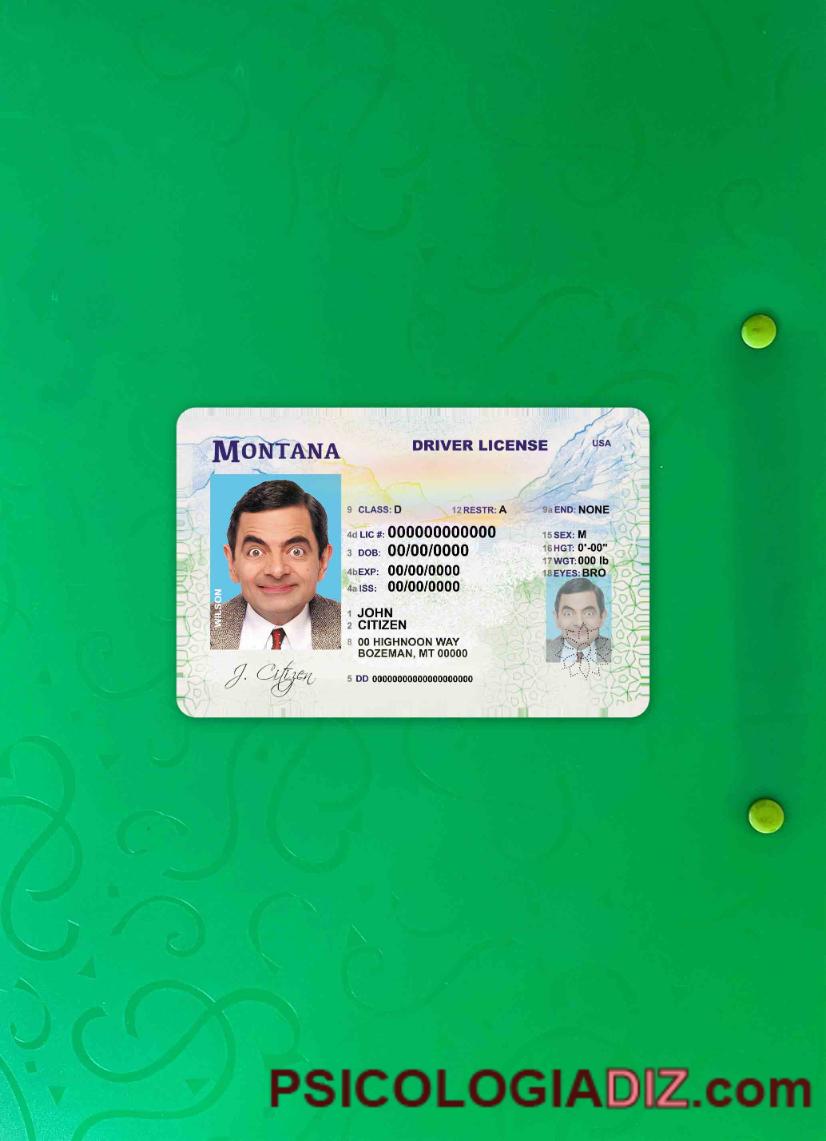 MONTANA
DRIVER LICENSE
USA
9 CLASS: D 12 RESTR: A 9a END: NONE
4d LIC #: 000000000000
15 SEX: M
3 DOB: 00/00/0000
16 HGT: 0'-00"
17 WGT: 000 lb
4b EXP: 00/00/0000
18 EYES: BRO
4a ISS: 00/00/0000
WILSON
1 JOHN
2 CITIZEN
8 00 HIGHNOON WAY
BOZEMAN, MT 00000
J. Citizen
5 DD 00000000000000000000
PSICOLOGIADIZ.com